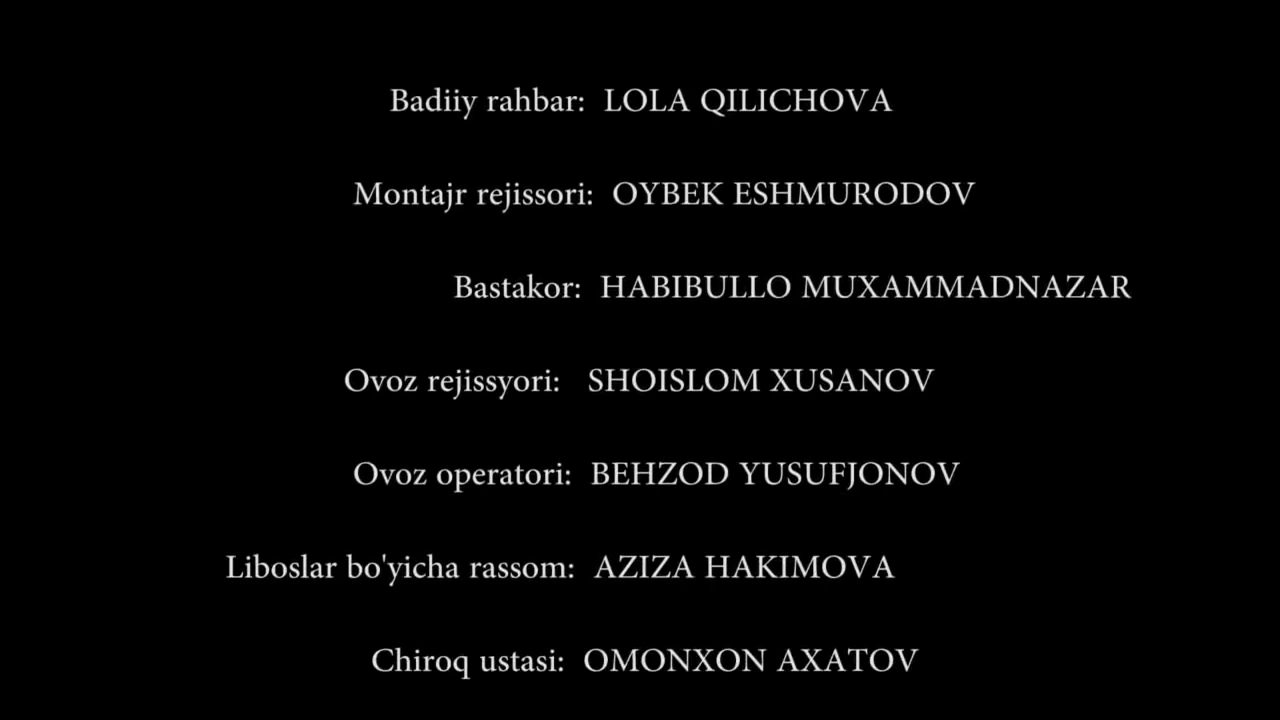 Badiiy rahbar: LOLA QILICHOVA
Montajr rejissori: OYBEK ESHMURODOV
Bastakor: HABIBULLO MUXAMMADNAZAR
Ovoz rejissyori: SHOISLOM XUSANOV
Ovoz operatori: BEHZOD YUSUFJONOV
Liboslar bo'yicha rassom: AZIZA HAKIMOVA
Chiroq ustasi: OMONXON AXATOV